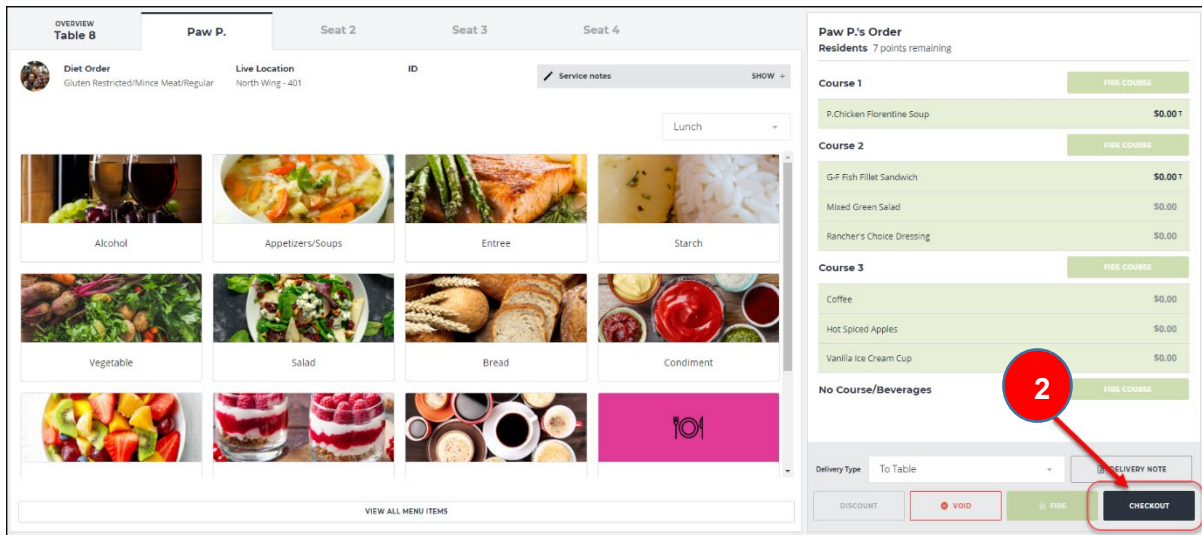 OVERVIEW
Table 8
Paw P.
Seat 2
Seat 3
Seat 4
Diet Order
Gluten Restricted/Mince Meat/Regular
Live Location
North Wing - 401
ID
Service notes
SHOW +
Lunch
Alcohol
Appetizers/Soups
Entree
Starch
Vegetable
Salad
Bread
Condiment
VIEW ALL MENU ITEMS
Paw P.'s Order
Residents 7 points remaining
Course 1
FIRE COURSE
P.Chicken Florentine Soup $0.00 T
Course 2
FIRE COURSE
G-F Fish Fillet Sandwich $0.00 T
Mixed Green Salad $0.00
Rancher's Choice Dressing $0.00
Course 3
FIRE COURSE
Coffee $0.00
Hot Spiced Apples $0.00
Vanilla Ice Cream Cup $0.00
No Course/Beverages
FIRE COURSE
2
Delivery Type
To Table
DELIVERY NOTE
DISCOUNT
VOID
FIRE
CHECKOUT